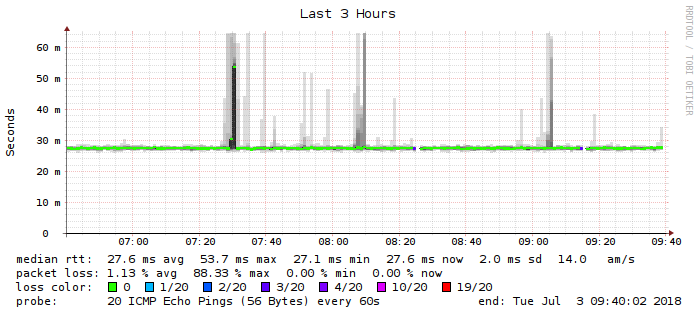 Last 3 Hours
RRDTOOL / TOBI OETIKER
Seconds
60 m
50 m
40 m
30 m
20 m
10 m
0
07:00 07:20 07:40 08:00 08:20 08:40 09:00 09:20 09:40
median rtt: 27.6 ms avg 53.7 ms max 27.1 ms min 27.6 ms now 2.0 ms sd 14.0 am/s
packet loss: 1.13 % avg 88.33 % max 0.00 % min 0.00 % now
loss color: 0 1/20 2/20 3/20 4/20 10/20 19/20
probe: 20 ICMP Echo Pings (56 Bytes) every 60s end: Tue Jul 3 09:40:02 2018